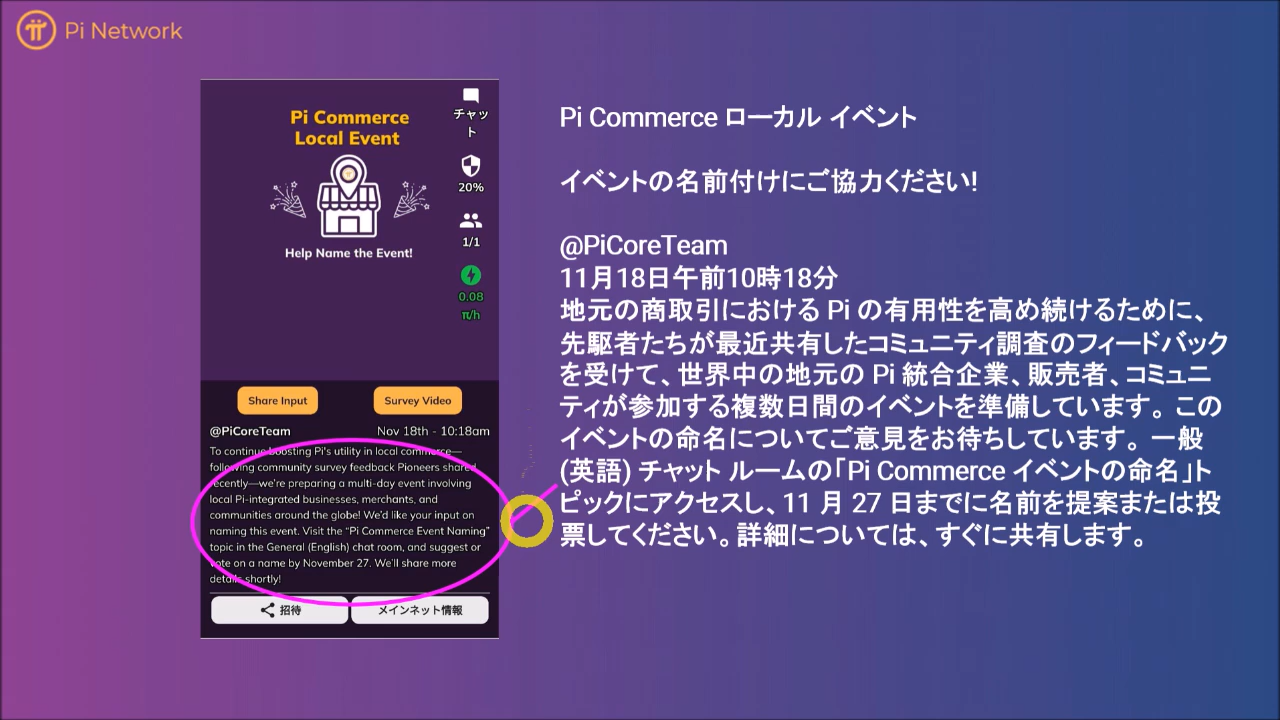 Pi Network
Pi Commerce
Local Event
Help Name the Event!
チャッ
ト
20%
1/1
0.08
π/h
Share Input
Survey Video
@PiCoreTeam
Nov 18th - 10:18am
To continue boosting Pi's utility in local commerce—
following community survey feedback Pioneers shared
recently—we're preparing a multi-day event involving
local Pi-integrated businesses, merchants, and
communities around the globe! We'd like your input on
naming this event. Visit the "Pi Commerce Event Naming"
topic in the General (English) chat room, and suggest or
vote on a name by November 27. We'll share more
details shortly!
招待
メインネット情報
Pi Commerce ローカル イベント
イベントの名前付けにご協力ください!
@PiCoreTeam
11月18日午前10時18分
地元の商取引における Pi の有用性を高め続けるために、
先駆者たちが最近共有したコミュニティ調査のフィードバック
を受けて、世界中の地元の Pi 統合企業、販売者、コミュニ
ティが参加する複数日間のイベントを準備しています。この
イベントの命名についてご意見をお待ちしています。一般
(英語) チャット ルームの「Pi Commerce イベントの命名」ト
ピックにアクセスし、11 月 27 日までに名前を提案または投
票してください。詳細については、すぐに共有します。